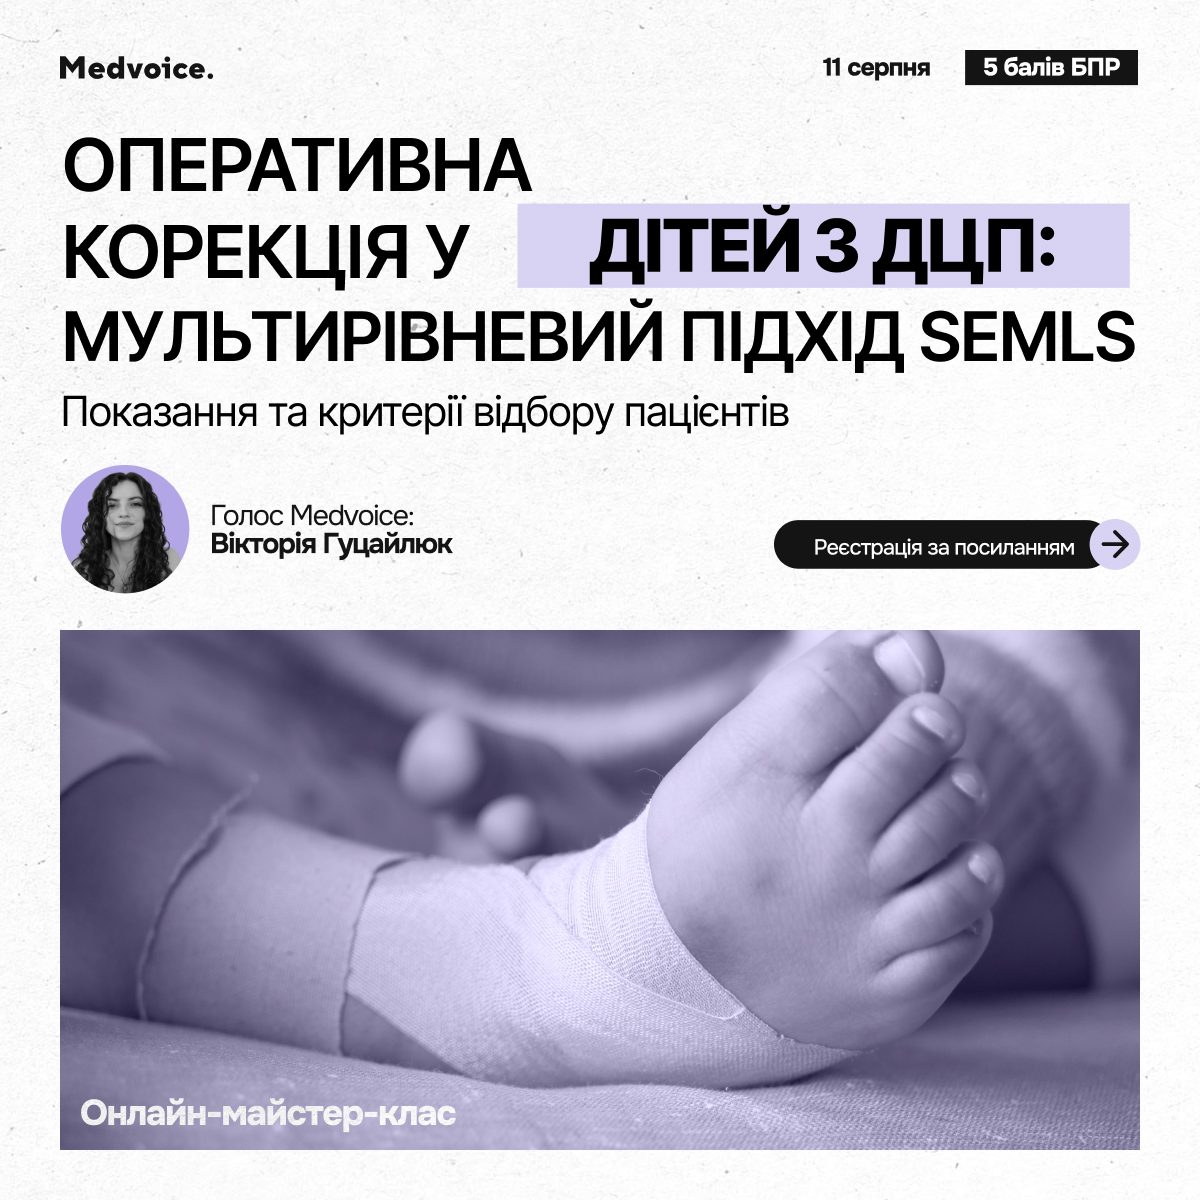 Medvoice.
11 серпня
5 балів БПР
ОПЕРАТИВНА
КОРЕКЦІЯ У ДІТЕЙ З ДЦП:
МУЛЬТИРІВНЕВИЙ ПІДХІД SEMLS
Показання та критерії відбору пацієнтів
Голос Medvoice:
Вікторія Гуцайлюк
Реєстрація за посиланням
Онлайн-майстер-клас